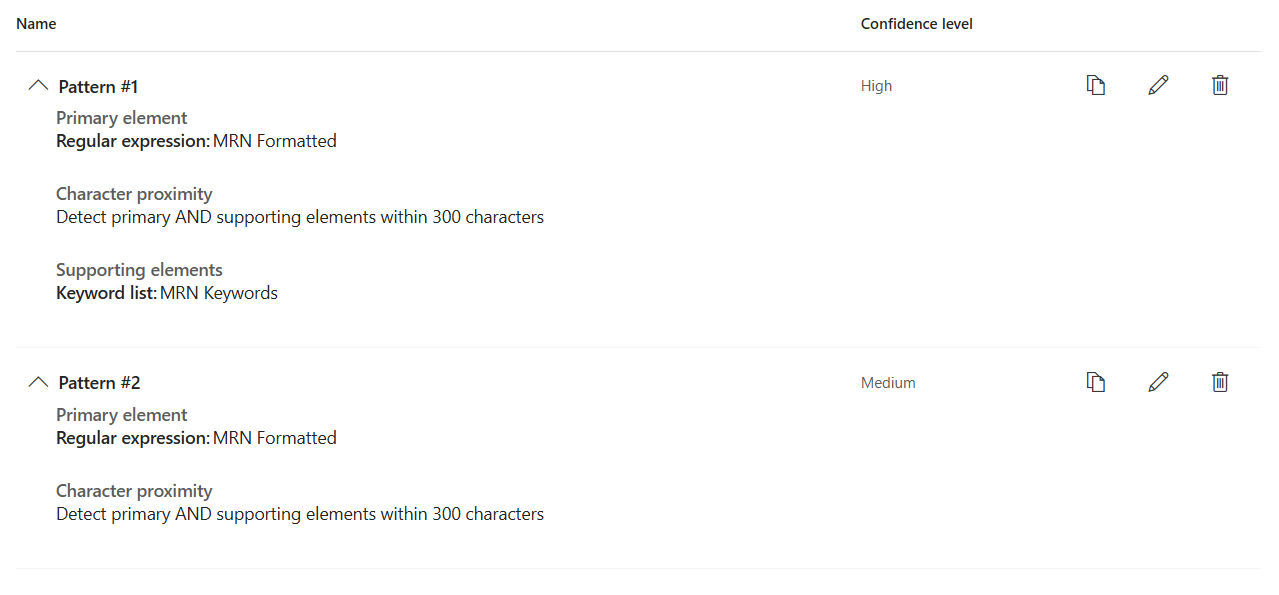 Name Confidence level
Pattern #1 High
Primary element
Regular expression: MRN Formatted
Character proximity
Detect primary AND supporting elements within 300 characters
Supporting elements
Keyword list: MRN Keywords
Pattern #2 Medium
Primary element
Regular expression: MRN Formatted
Character proximity
Detect primary AND supporting elements within 300 characters